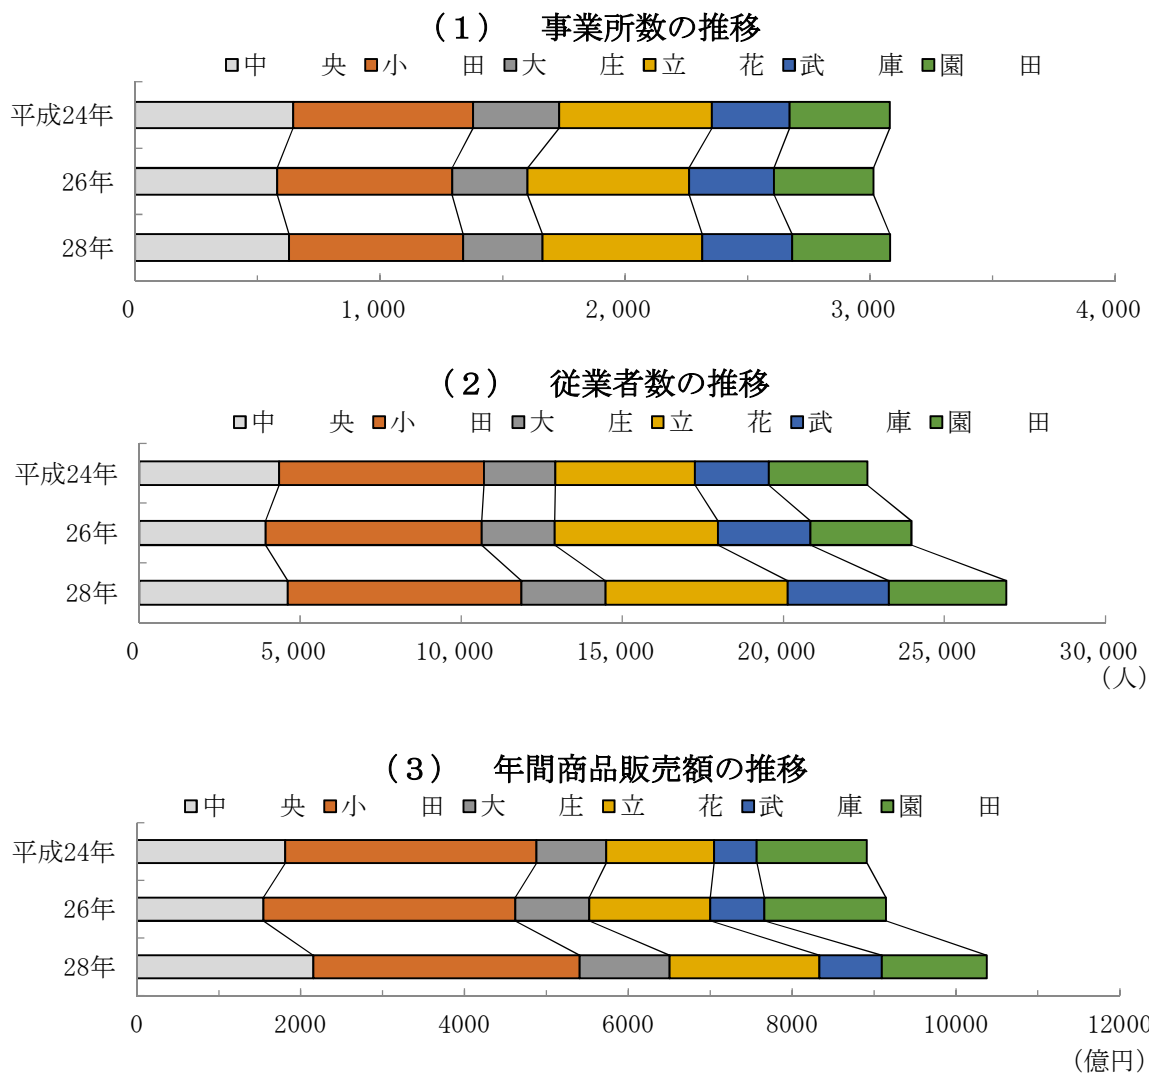 （１）　事業所数の推移
中　　央 小　　田 大　　庄 立　　花 武　　庫 園　　田
平成24年
26年
28年
0 1,000 2,000 3,000 4,000
（２）　従業者数の推移
中　　央 小　　田 大　　庄 立　　花 武　　庫 園　　田
平成24年
26年
28年
0 5,000 10,000 15,000 20,000 25,000 30,000
（人）
（３）　年間商品販売額の推移
中　　央 小　　田 大　　庄 立　　花 武　　庫 園　　田
平成24年
26年
28年
0 2000 4000 6000 8000 10000 12000
（億円）